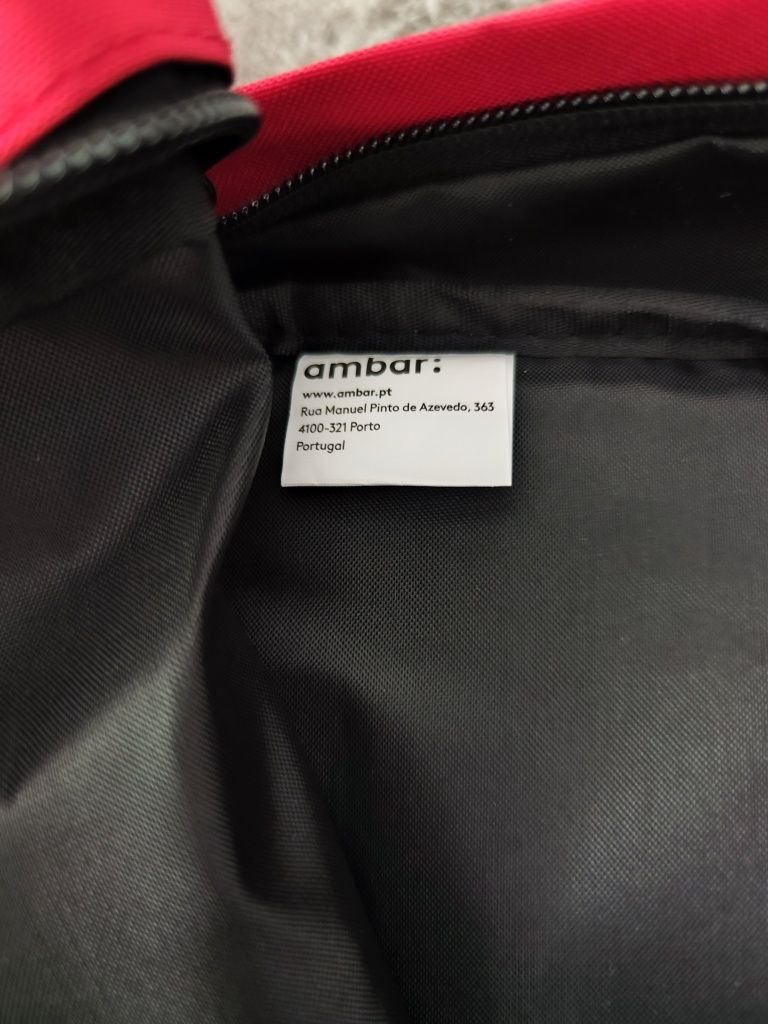 ambar:
www.ambar.pt
Rua Manuel Pinto de Azevedo, 363
4100-321 Porto
Portugal